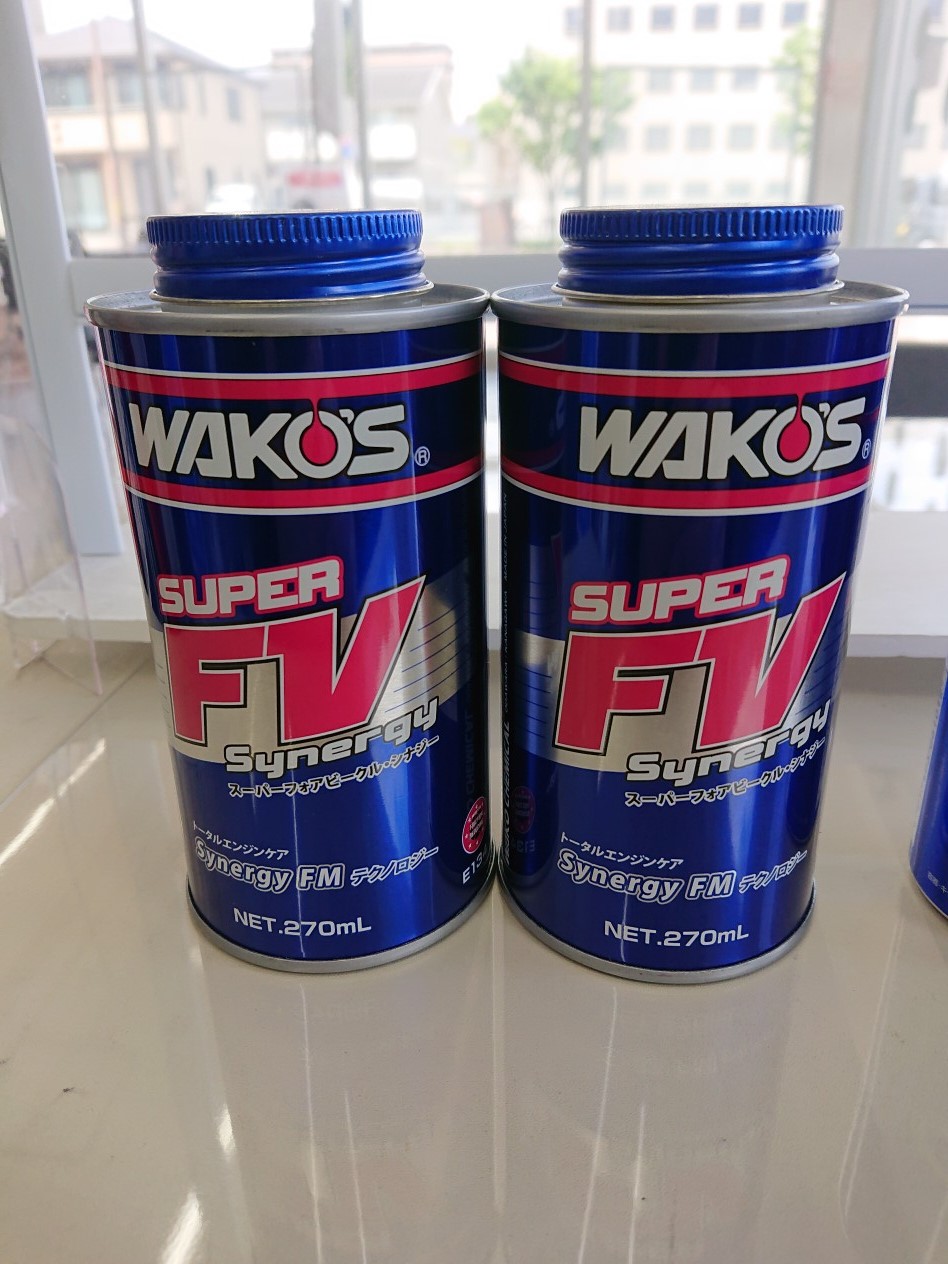 WAKO'S®
SUPER
FV
Synergy
スーパーフォアビークル・シナジー
トータルエンジンケア
Synergy FM テクノロジー
NET.270mL
WAKO'S®
SUPER
FV
Synergy
スーパーフォアビークル・シナジー
トータルエンジンケア
Synergy FM テクノロジー
NET.270mL